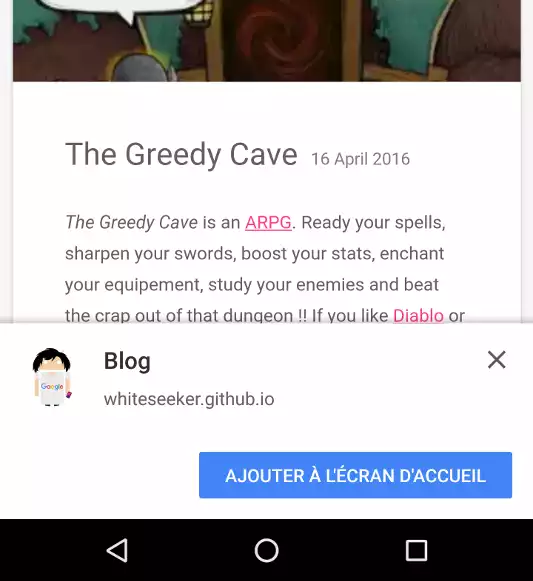 The Greedy Cave 16 April 2016
The Greedy Cave is an ARPG. Ready your spells,
sharpen your swords, boost your stats, enchant
your equipement, study your enemies and beat
the crap out of that dungeon !! If you like Diablo or
Blog
Google
whiteseeker.github.io
AJOUTER À L'ÉCRAN D'ACCUEIL